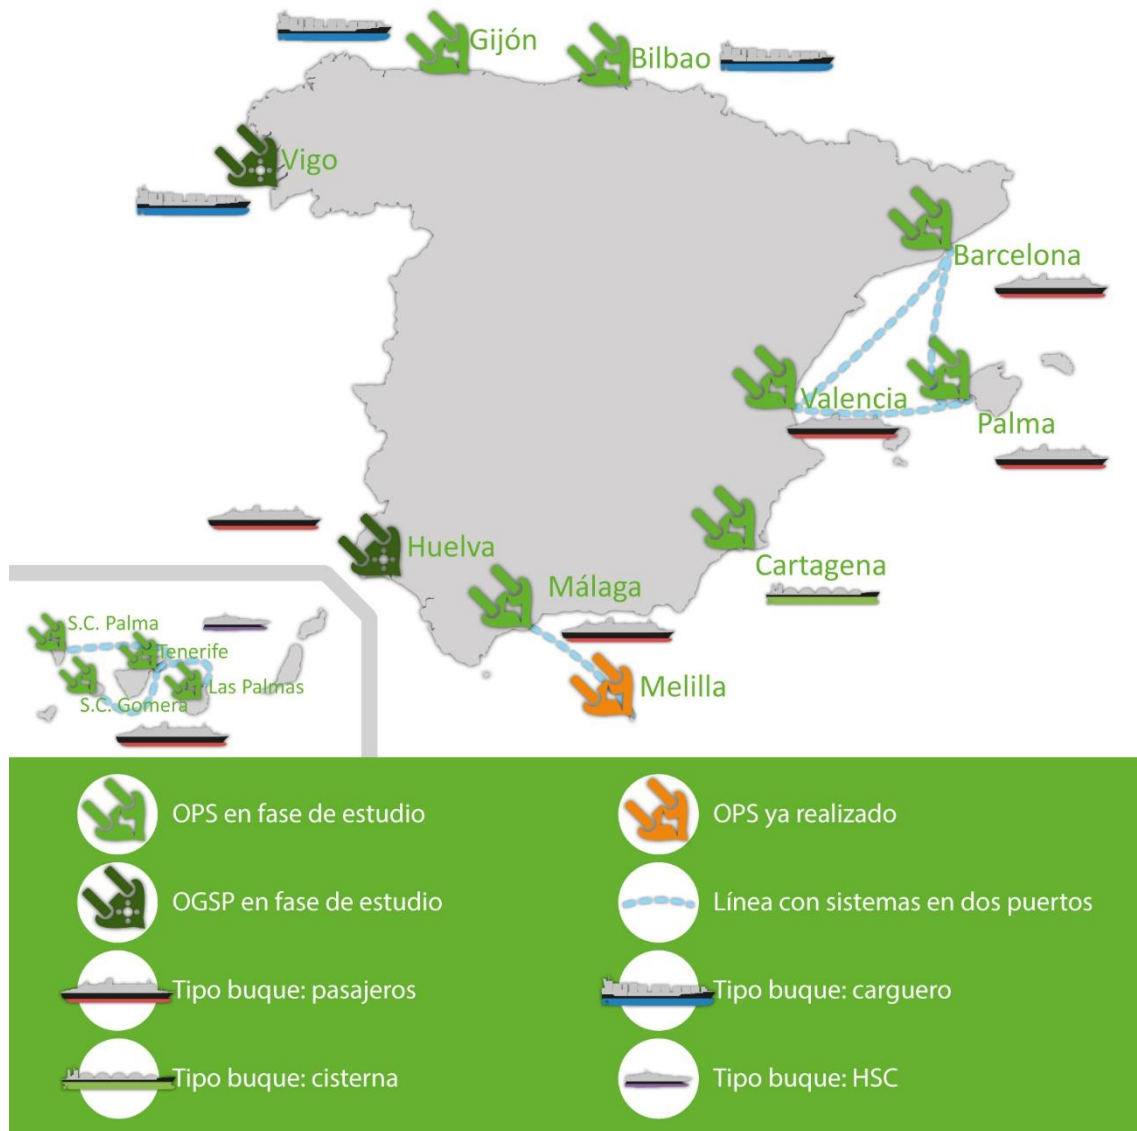 Gijón
Bilbao
Vigo
Barcelona
Valencia
Palma
Huelva
Cartagena
Málaga
Melilla
S.C. Palma
Tenerife
Las Palmas
S.C. Gomera
OPS en fase de estudio
OPS ya realizado
OGSP en fase de estudio
Línea con sistemas en dos puertos
Tipo buque: pasajeros
Tipo buque: carguero
Tipo buque: cisterna
Tipo buque: HSC